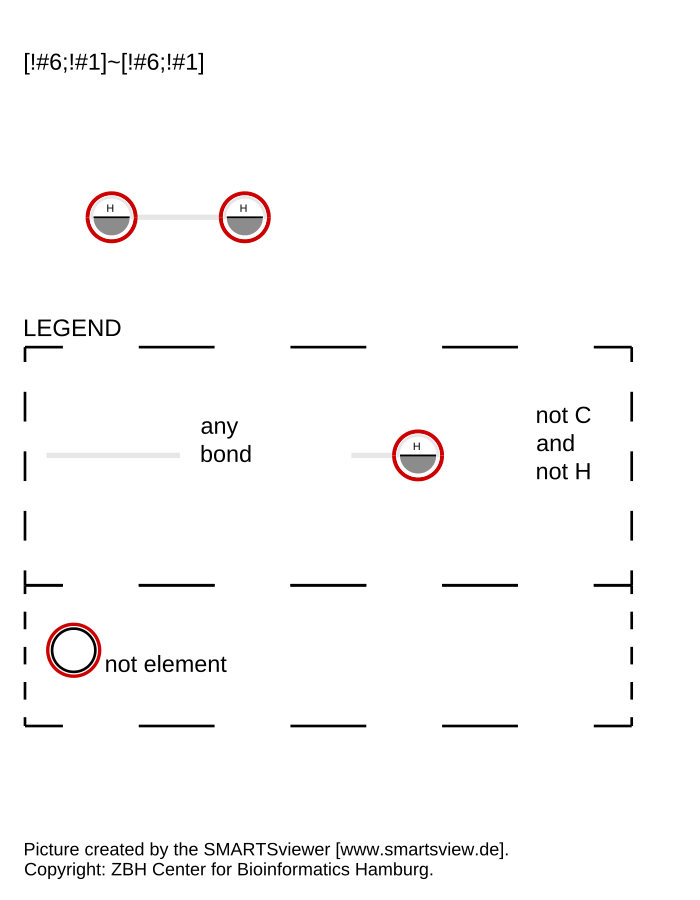 [!#6;!#1]~[!#6;!#1]
H H
LEGEND
any
bond
H
not C
and
not H
not element
Picture created by the SMARTSviewer [www.smartsview.de].
Copyright: ZBH Center for Bioinformatics Hamburg.